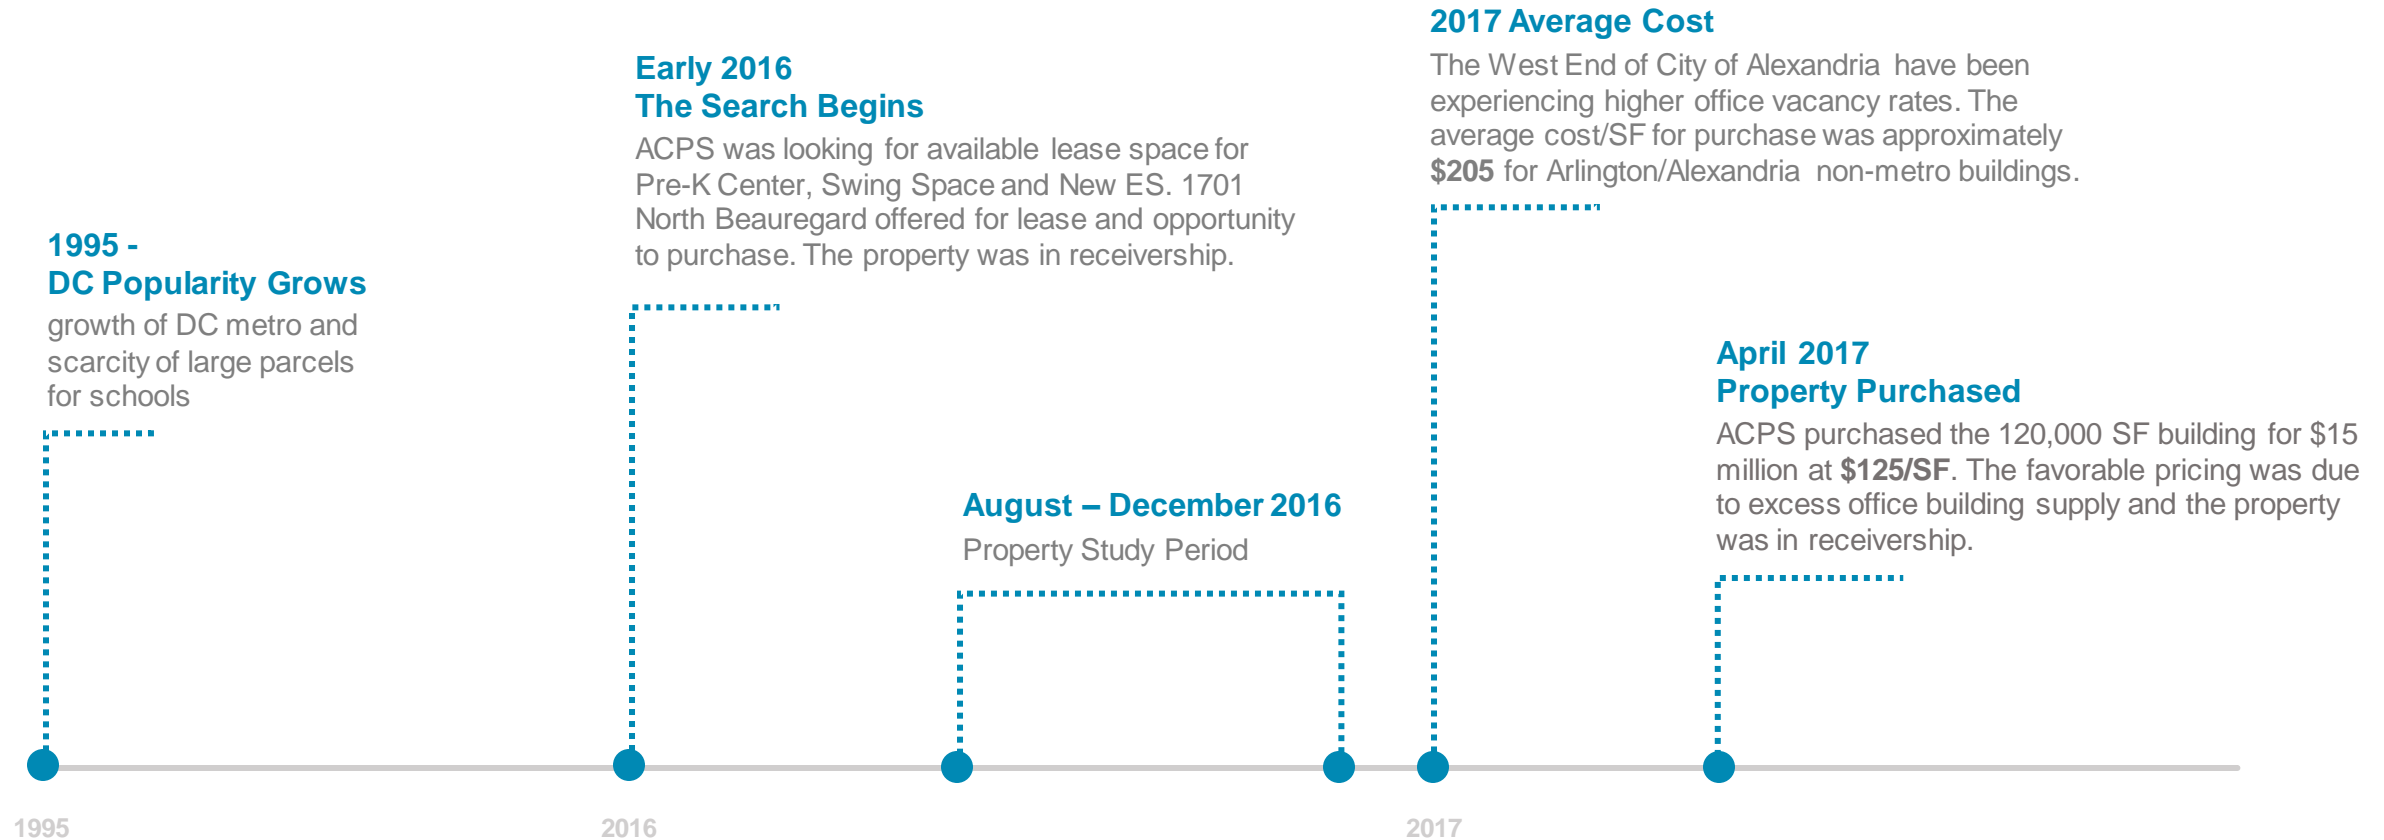 1995 -
DC Popularity Grows
growth of DC metro and
scarcity of large parcels
for schools
Early 2016
The Search Begins
ACPS was looking for available lease space for
Pre-K Center, Swing Space and New ES. 1701
North Beauregard offered for lease and opportunity
to purchase. The property was in receivership.
August – December 2016
Property Study Period
2017 Average Cost
The West End of City of Alexandria have been
experiencing higher office vacancy rates. The
average cost/SF for purchase was approximately
$205 for Arlington/Alexandria non-metro buildings.
April 2017
Property Purchased
ACPS purchased the 120,000 SF building for $15
million at $125/SF. The favorable pricing was due
to excess office building supply and the property
was in receivership.
1995
2016
2017